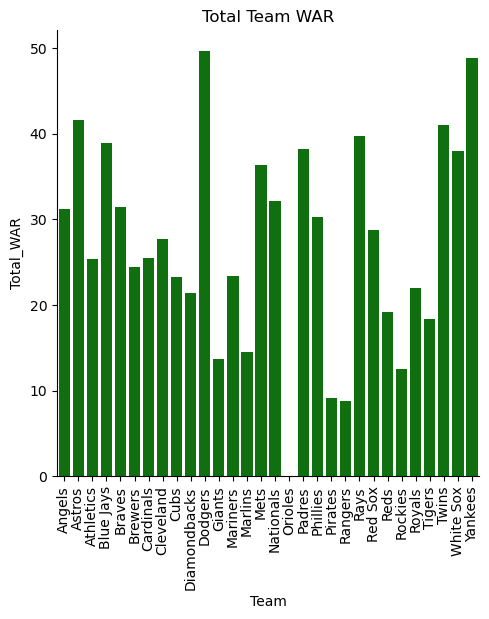 Total Team WAR
Total_WAR
50
40
30
20
10
0
Angels
Astros
Athletics
Blue Jays
Braves
Brewers
Cardinals
Cleveland
Cubs
Diamondbacks
Dodgers
Giants
Mariners
Marlins
Mets
Nationals
Orioles
Padres
Phillies
Pirates
Rangers
Rays
Red Sox
Reds
Rockies
Royals
Tigers
Twins
White Sox
Yankees
Team